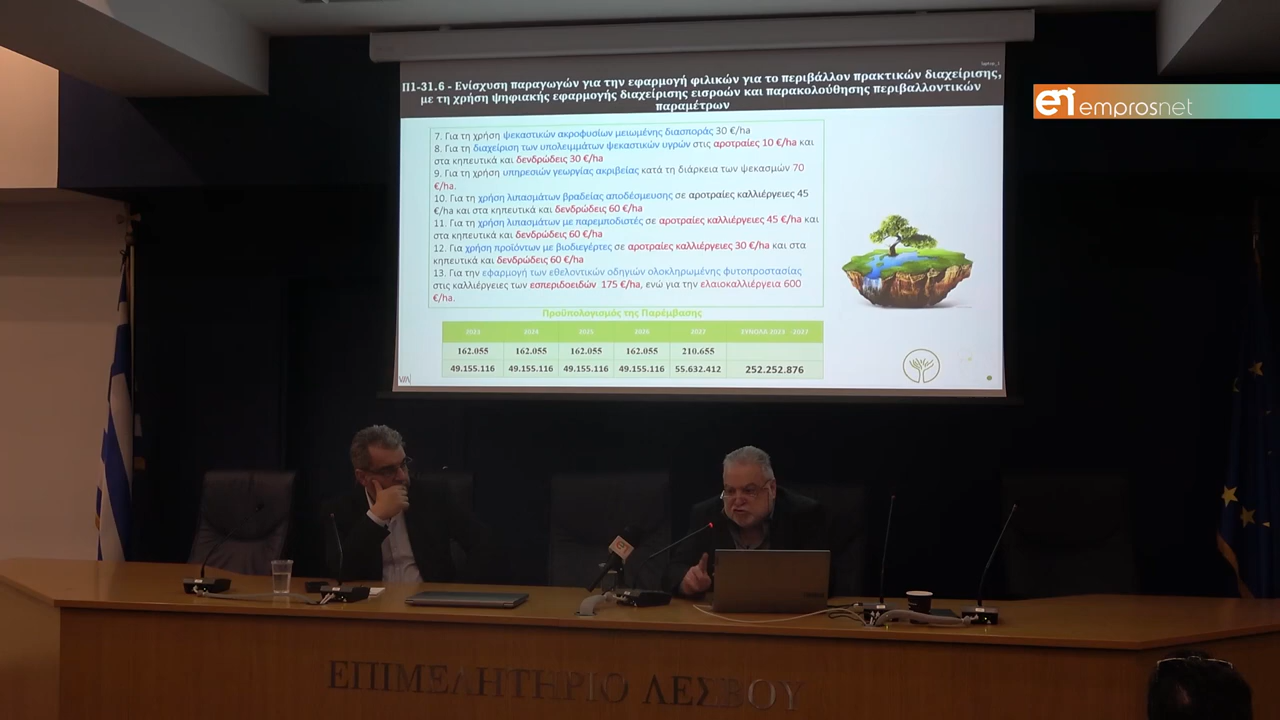 Π1-31.6 - Ενίσχυση παραγωγών για την εφαρμογή φιλικών για το περιβάλλον πρακτικών διαχείρισης,
με τη χρήση ψηφιακής εφαρμογής διαχείρισης εισροών και παρακολούθησης περιβαλλοντικών
παραμέτρων
emprosnet
7. Για τη χρήση ψεκαστικών ακροφυσίων μειωμένης διασποράς 30 €/ha
8. Για τη διαχείριση των υπολειμμάτων ψεκαστικών υγρών στις αροτραίες 10 €/ha και
στα κηπευτικά και δενδρώδεις 30 €/ha
9. Για τη χρήση υπηρεσιών γεωργίας ακριβείας κατά τη διάρκεια των ψεκασμών 70
€/ha.
10. Για τη χρήση λιπασμάτων βραδείας αποδέσμευσης σε αροτραίες καλλιέργειες 45
€/ha και στα κηπευτικά και δενδρώδεις 60 €/ha
11. Για τη χρήση λιπασμάτων με παρεμποδιστές σε αροτραίες καλλιέργειες 45 €/ha και
στα κηπευτικά και δενδρώδεις 60 €/ha
12. Για χρήση προϊόντων με βιοδιεγέρτες σε αροτραίες καλλιέργειες 30 €/ha και στα
κηπευτικά και δενδρώδεις 60 €/ha
13. Για την εφαρμογή των εθελοντικών οδηγιών ολοκληρωμένης φυτοπροστασίας
στις καλλιέργειες των εσπεριδοειδών 175 €/ha, ενώ για την ελαιοκαλλιέργεια 600
€/ha.
Προϋπολογισμός της Παρέμβασης
2023 2024 2025 2026 2027 ΣΥΝΟΛΑ 2023 -2027
162.055 162.055 162.055 162.055 210.655
49.155.116 49.155.116 49.155.116 49.155.116 55.632.412 252.252.876
ΕΠΙΜΕΛΗΤΗΡΙΟ ΛΕΣΒΟΥ